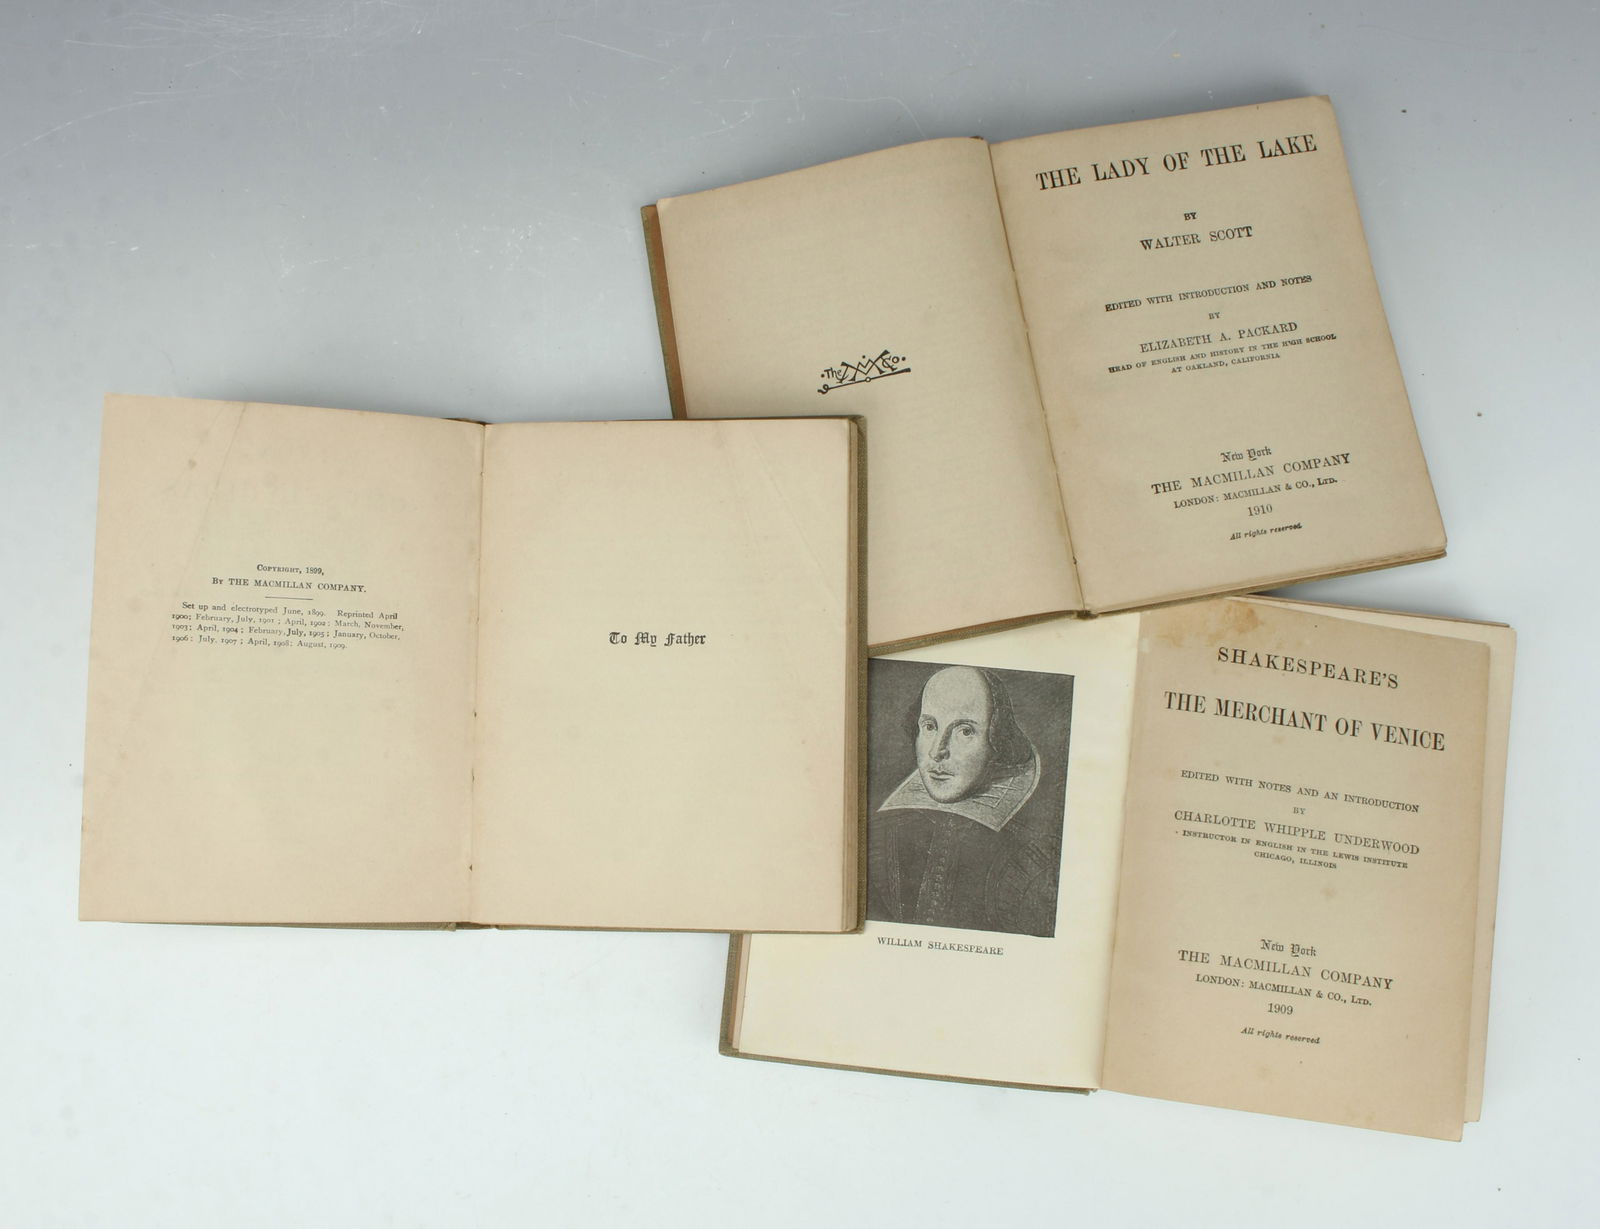 Copyright, 1899,
By THE MACMILLAN COMPANY.
Set up and electrotyped June, 1899. Reprinted April
1900; February, July, 1901; April, 1902; March, November,
1903; April, 1904; February, July, 1905; January, October,
1906; July, 1907; April, 1908; August, 1909.
To My Father
The M Co.
THE LADY OF THE LAKE
BY
WALTER SCOTT
EDITED WITH INTRODUCTION AND NOTES
BY
ELIZABETH A. PACKARD
HEAD OF ENGLISH AND HISTORY IN THE HIGH SCHOOL
AT OAKLAND, CALIFORNIA
New York
THE MACMILLAN COMPANY
LONDON: MACMILLAN & CO., LTD.
1910
All rights reserved
WILLIAM SHAKESPEARE
SHAKESPEARE'S
THE MERCHANT OF VENICE
EDITED WITH NOTES AND AN INTRODUCTION
BY
CHARLOTTE WHIPPLE UNDERWOOD
INSTRUCTOR IN ENGLISH IN THE LEWIS INSTITUTE
CHICAGO, ILLINOIS
New York
THE MACMILLAN COMPANY
LONDON: MACMILLAN & CO., LTD.
1909
All rights reserved